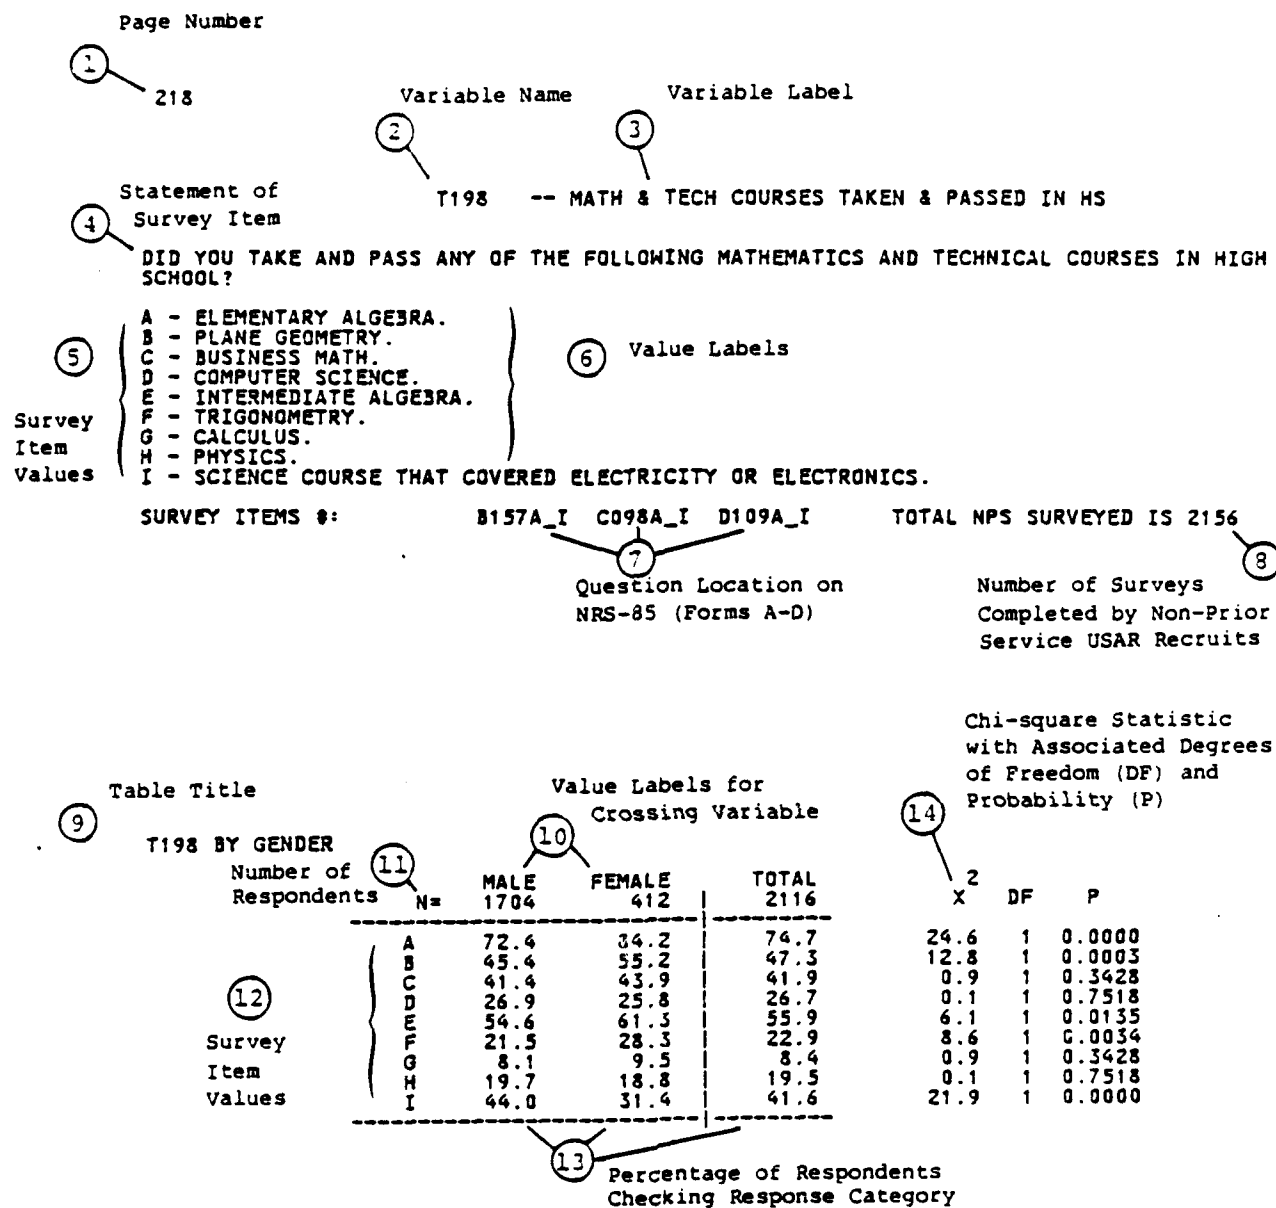 Page Number
1
218
Variable Name Variable Label
2 3
Statement of
Survey Item
T198 -- MATH & TECH COURSES TAKEN & PASSED IN HS
4
DID YOU TAKE AND PASS ANY OF THE FOLLOWING MATHEMATICS AND TECHNICAL COURSES IN HIGH
SCHOOL?
A - ELEMENTARY ALGEBRA.
B - PLANE GEOMETRY.
C - BUSINESS MATH.
D - COMPUTER SCIENCE.
E - INTERMEDIATE ALGEBRA.
F - TRIGONOMETRY.
G - CALCULUS.
H - PHYSICS.
I - SCIENCE COURSE THAT COVERED ELECTRICITY OR ELECTRONICS.
5
Survey
Item
Values
6 Value Labels
SURVEY ITEMS #: B157A_I C098A_I D109A_I TOTAL NPS SURVEYED IS 2156
7
Question Location on
NRS-85 (Forms A-D)
8
Number of Surveys
Completed by Non-Prior
Service USAR Recruits
Chi-square Statistic
with Associated Degrees
of Freedom (DF) and
Probability (P)
14
Table Title
9
Value Labels for
Crossing Variable
10
T198 BY GENDER
Number of
Respondents
11
MALE FEMALE TOTAL
N= 1704 412 2116 X2 DF P
A 72.4 84.2 74.7 24.6 1 0.0000
B 45.4 55.2 47.3 12.8 1 0.0003
C 41.4 43.9 41.9 0.9 1 0.3428
D 26.9 25.8 26.7 0.1 1 0.7518
E 54.6 61.3 55.9 6.1 1 0.0135
F 21.5 28.3 22.9 8.6 1 0.0034
G 8.1 9.5 8.4 0.9 1 0.3428
H 19.7 18.8 19.5 0.1 1 0.7518
I 44.0 31.4 41.6 21.9 1 0.0000
12
Survey
Item
Values
13
Percentage of Respondents
Checking Response Category